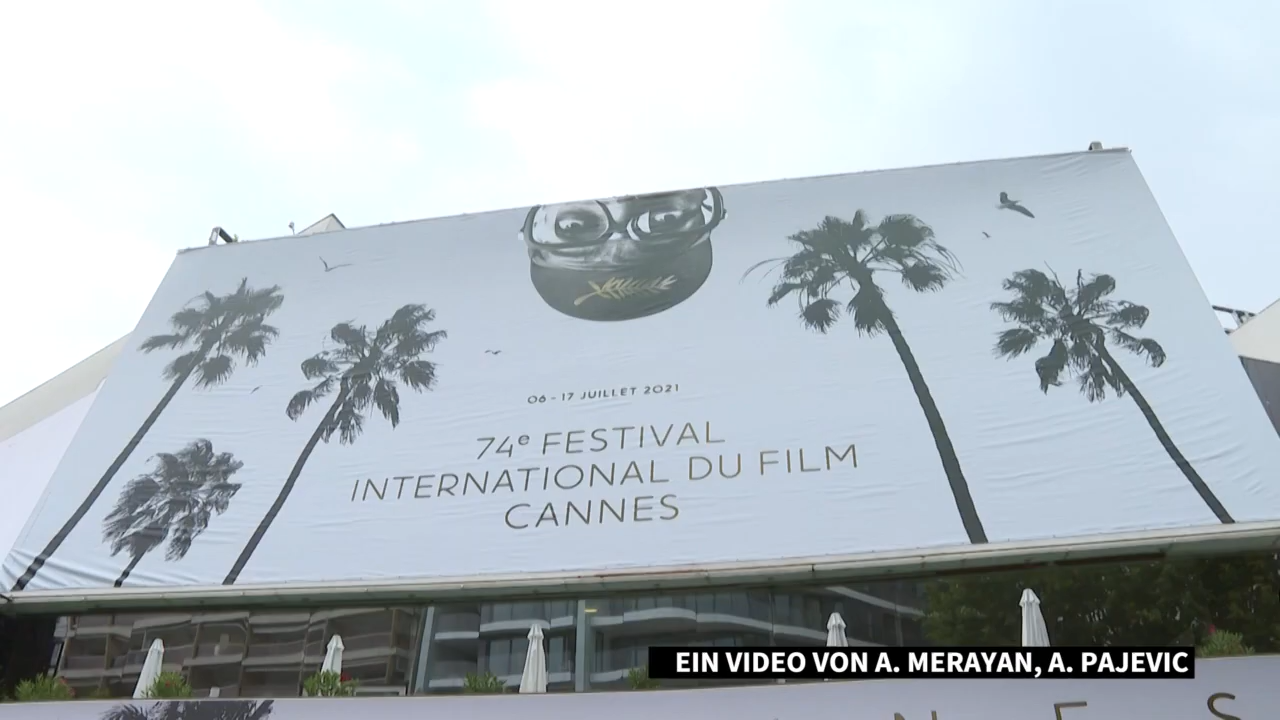 06 - 17 JUILLET 2021
74e FESTIVAL
INTERNATIONAL DU FILM
CANNES
EIN VIDEO VON A. MERAYAN, A. PAJEVIC
N E S